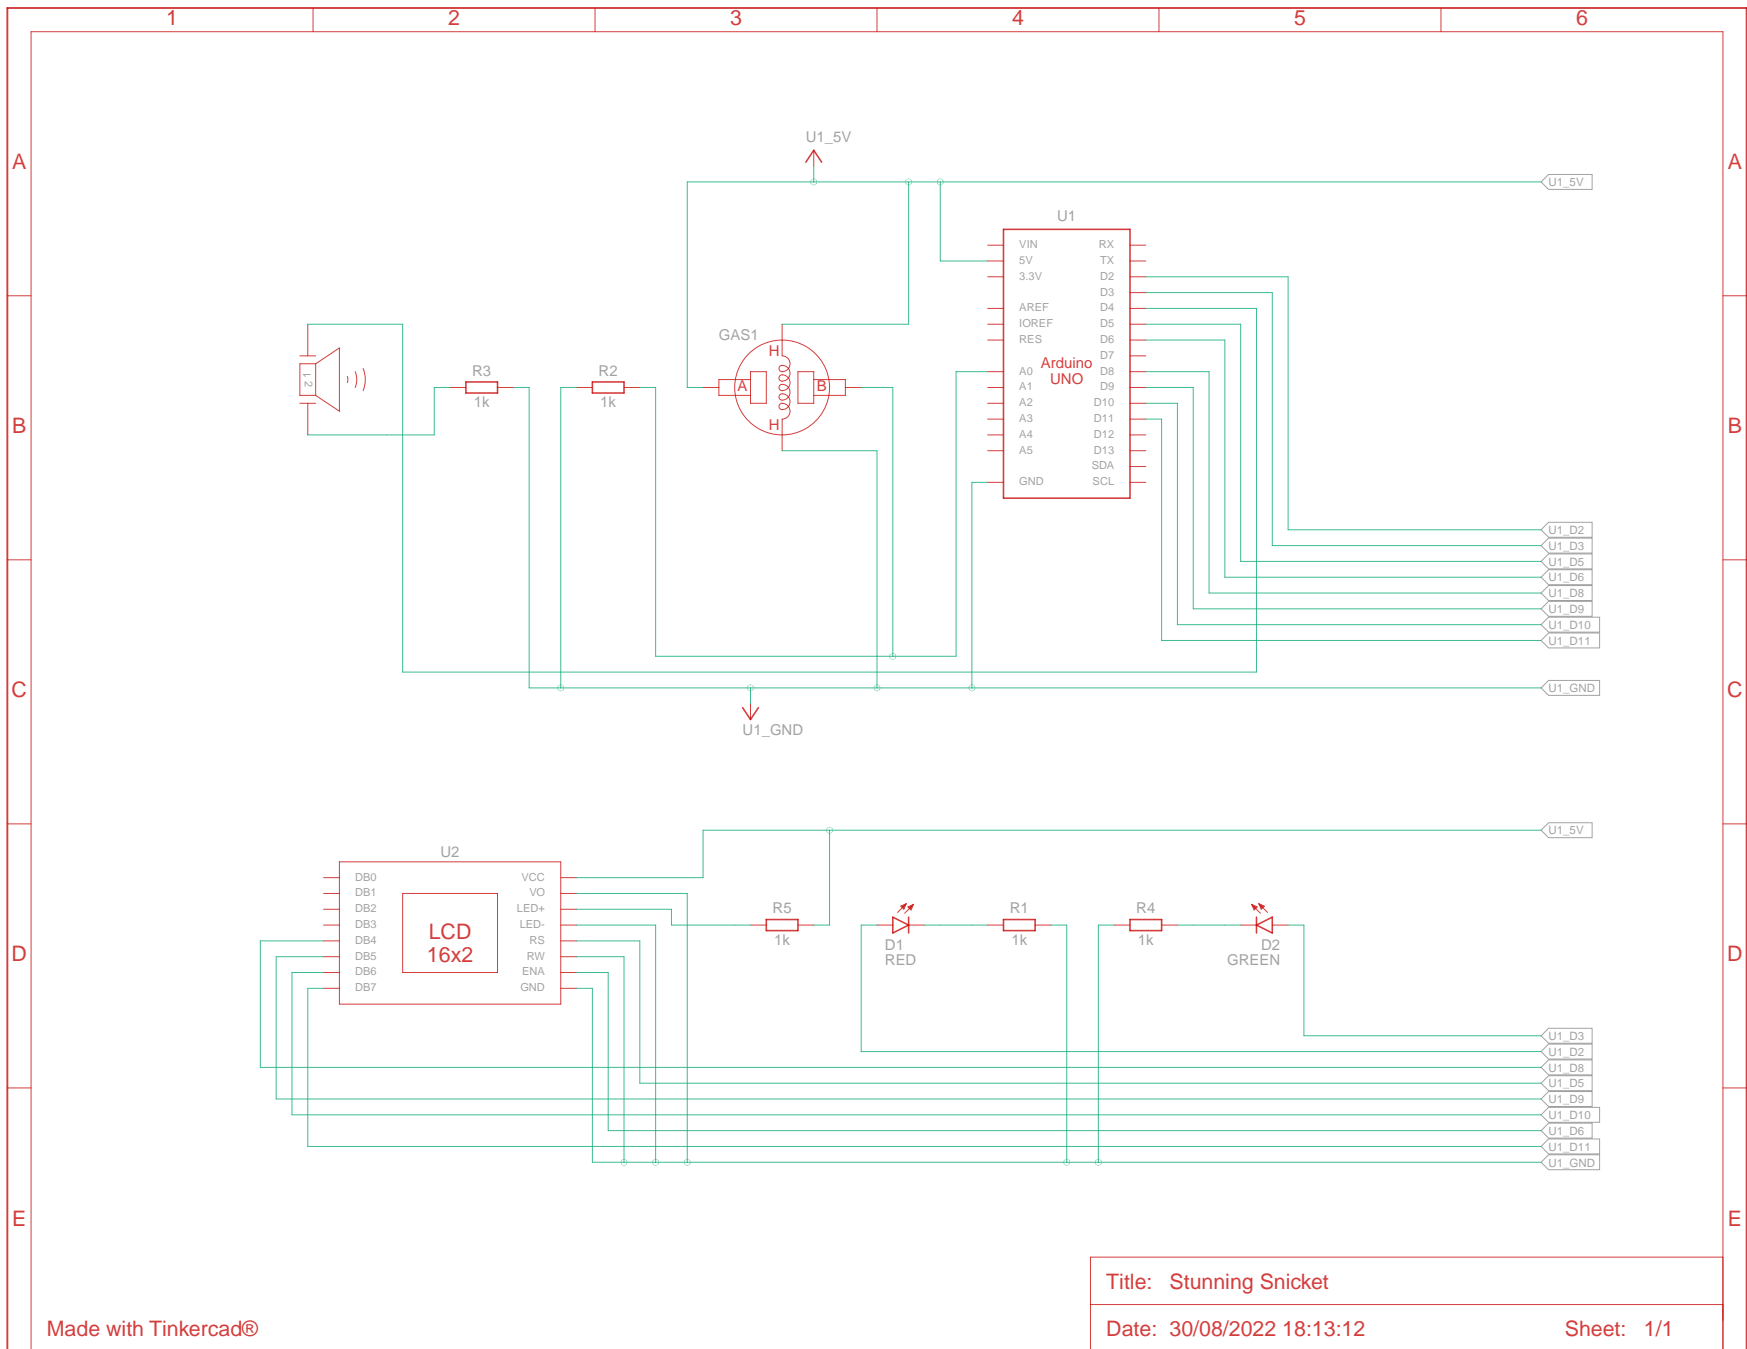 1 2 3 4 5 6
A A
U1_5V
U1_5V
U1
VIN RX
5V TX
3.3V D2
D3
AREF D4
IOREF D5
RES D6
D7
A0 D8
A1 D9
A2 D10
A3 D11
A4 D12
A5 D13
SDA
GND SCL
Arduino
UNO
GAS1
H
A B
H
1 2
R3
1k
R2
1k
B B
U1_D2
U1_D3
U1_D5
U1_D6
U1_D8
U1_D9
U1_D10
U1_D11
C C
U1_GND
U1_GND
U1_5V
U2
DB0 VCC
DB1 VO
DB2 LED+
DB3 LED-
DB4 RS
DB5 RW
DB6 ENA
DB7 GND
LCD
16x2
R5
1k
D1
RED
R1
1k
R4
1k
D2
GREEN
D D
U1_D3
U1_D2
U1_D8
U1_D5
U1_D9
U1_D10
U1_D6
U1_D11
U1_GND
E E
Title: Stunning Snicket
Made with Tinkercad®
Date: 30/08/2022 18:13:12 Sheet: 1/1